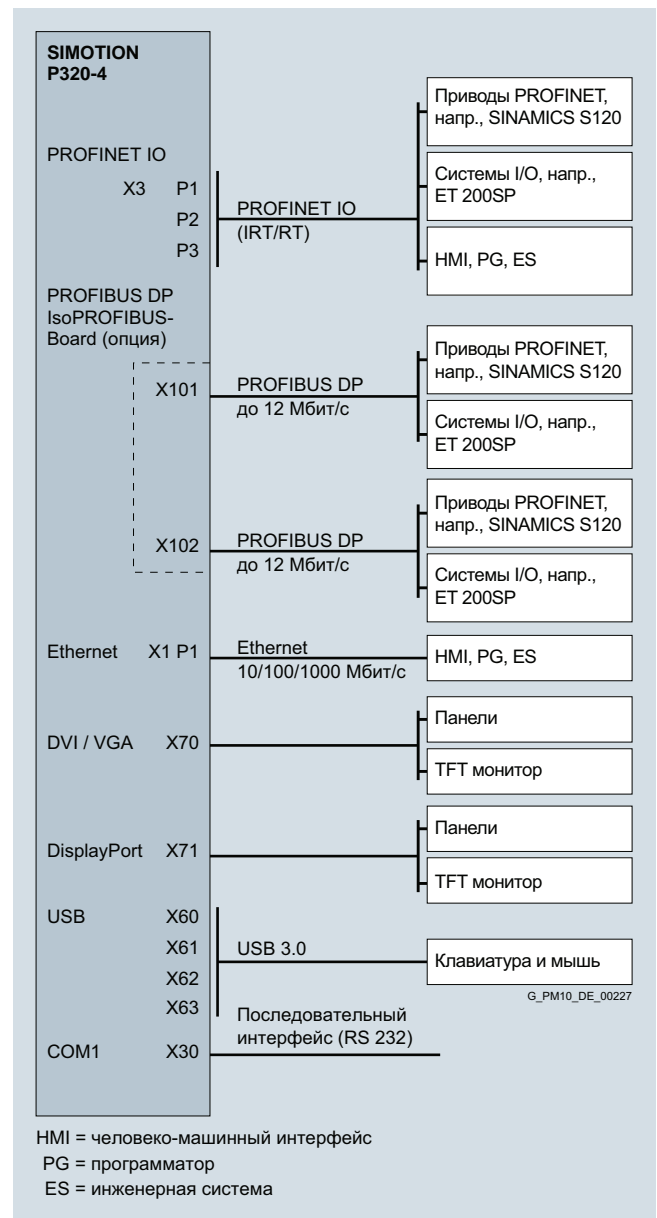 SIMOTION
P320-4
PROFINET IO
X3 P1
P2
P3
PROFINET IO
(IRT/RT)
Приводы PROFINET,
напр., SINAMICS S120
Системы I/O, напр.,
ET 200SP
HMI, PG, ES
PROFIBUS DP
IsoPROFIBUS-
Board (опция)
X101
PROFIBUS DP
до 12 Мбит/с
Приводы PROFINET,
напр., SINAMICS S120
Системы I/O, напр.,
ET 200SP
X102
PROFIBUS DP
до 12 Мбит/с
Приводы PROFINET,
напр., SINAMICS S120
Системы I/O, напр.,
ET 200SP
Ethernet X1 P1
Ethernet
10/100/1000 Мбит/с
HMI, PG, ES
DVI / VGA X70
Панели
TFT монитор
DisplayPort X71
Панели
TFT монитор
USB X60
X61
X62
X63
USB 3.0
Клавиатура и мышь
G_PM10_DE_00227
Последовательный
интерфейс (RS 232)
COM1 X30
HMI = человеко-машинный интерфейс
PG = программатор
ES = инженерная система